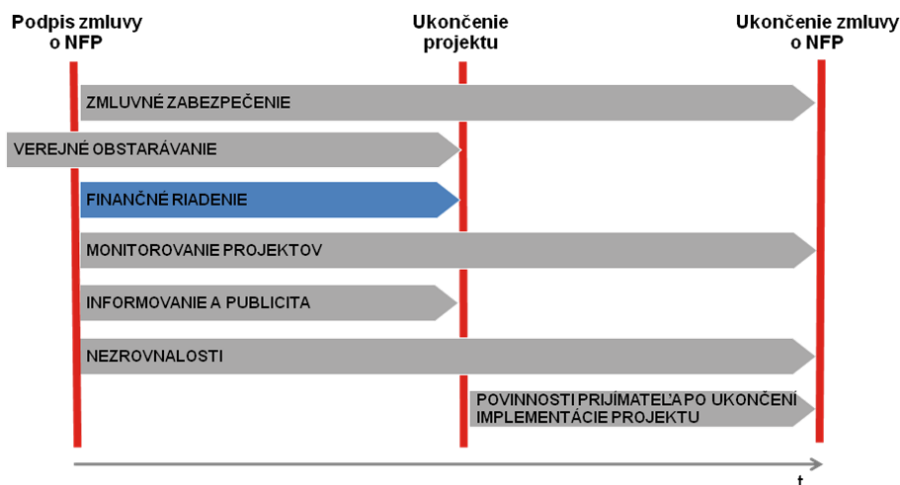 Podpis zmluvy
o NFP
Ukončenie
projektu
Ukončenie zmluvy
o NFP
ZMLUVNÉ ZABEZPEČENIE
VEREJNÉ OBSTARÁVANIE
FINANČNÉ RIADENIE
MONITOROVANIE PROJEKTOV
INFORMOVANIE A PUBLICITA
NEZROVNALOSTI
POVINNOSTI PRIJÍMATEĽA PO UKONČENÍ
IMPLEMENTÁCIE PROJEKTU
t